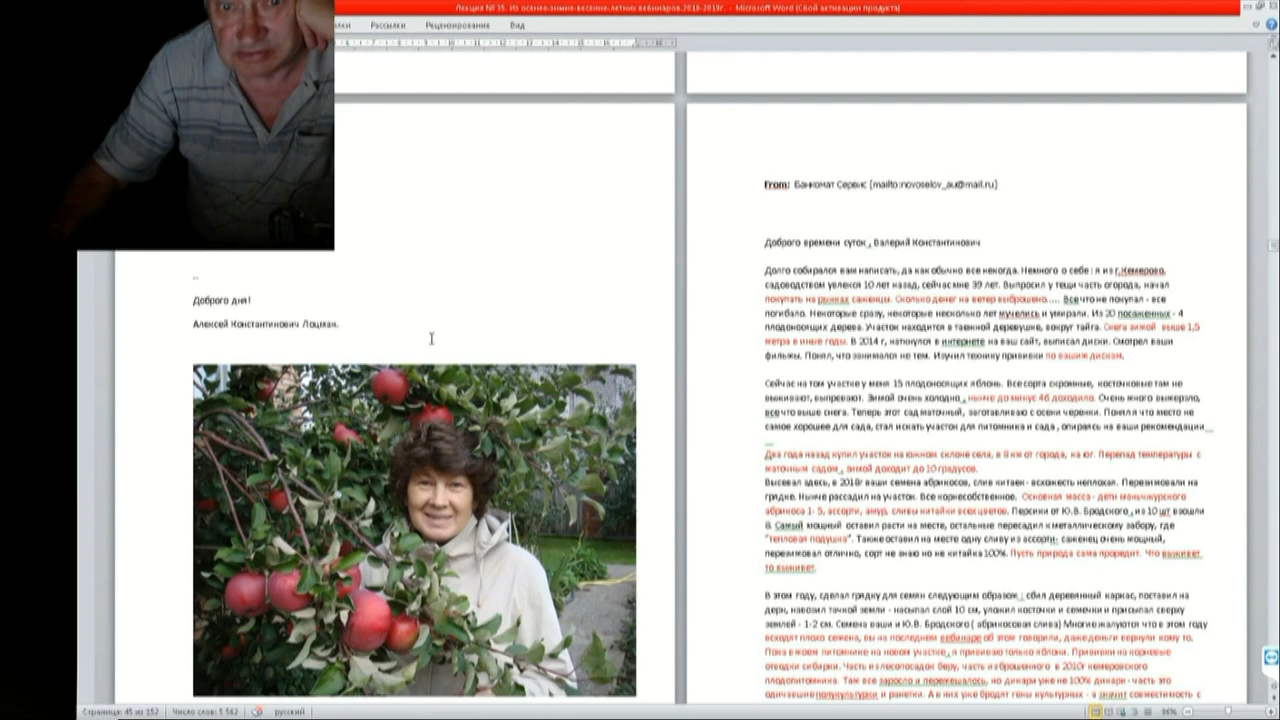 Лекция № 35. Из осенне-зимне-весенне-летних вебинаров.2018-2019г. - Microsoft Word (Сбой активации продукта)
Рассылки Рецензирование Вид
From: Банкомат Сервис [mailto:novoselov_au@mail.ru]
Доброго времени суток , Валерий Константинович
Долго собирался вам написать, да как обычно все некогда. Немного о себе : я из г.Кемерово,
садоводством увлекся 10 лет назад, сейчас мне 39 лет. Выпросил у тещи часть огорода, начал
покупать на рынках саженцы. Сколько денег на ветер выброшено.... Все что не покупал - все
погибало. Некоторые сразу, некоторые несколько лет мучелись и умирали. Из 20 посаженных - 4
плодоносящих дерева. Участок находится в таежной деревушке, вокруг тайга. Снега зимой выше 1,5
метра в иные годы. В 2014 г, наткнулся в интернете на ваш сайт, выписал диски. Смотрел ваши
фильмы. Понял, что занимался не тем. Изучил технику прививки по вашим дискам.
Сейчас на том участке у меня 15 плодоносящих яблонь. Все сорта скромные, косточковые там не
выживают, выпревают. Зимой очень холодно , нынче до минус 46 доходило. Очень много вымерзло,
все что выше снега. Теперь этот сад маточный, заготавливаю с осени черенки. Понял и что место не
самое хорошее для сада, стал искать участок для питомника и сада , опираясь на ваши рекомендации
Два года назад купил участок на южном склоне села, в 9 км от города, на юг. Перепад температуры с
маточным садом , зимой доходит до 10 градусов.
Высевал здесь, в 2018г ваши семена абрикосов, слив китаек - всхожесть неплохая. Перезимовали на
грядке. Нынче рассадил на участок. Все корнесобственное. Основная масса - дети маньчжурского
абрикоса 1- 5, ассорти, амур, сливы китайки всех цветов. Персики от Ю.В. Бродского , из 10 шт взошли
8. Самый мощный оставил расти на месте, остальные пересадил к металлическому забору, где
"тепловая подушка". Также оставил на месте одну сливу из ассорти: саженец очень мощный,
перезимовал отлично, сорт не знаю но не китайка 100%. Пусть природа сама прорядит. Что выживет
то выживет.
В этом году, сделал грядку для семян следующим образом : сбил деревянный каркас, поставил на
дерн, навозил тачкой земли - насыпал слой 10 см, уложил косточки и семечки и присыпал сверху
землей - 1-2 см. Семена ваши и Ю.В. Бродского ( абрикосовая слива) Многие жалуются что в этом году
всходят плохо семена, вы на последнем вебинаре об этом говорили, даже деньги вернули кому то.
Пока в моем питомнике на новом участке , я прививаю только яблони. Прививки на корневые
отводки сибирки. Часть из лесопосадок беру, часть из брошенного в 2010г кемеровского
плодопитомника. Там все заросло и перемешалось, но дикари уже не 100% дикари - часть это
одичавшие полукультурки и ранетки. А в них уже бродят гены культурных - а значит совместимость с
Доброго дня!
Алексей Константинович Лоцман.
Страница: 45 из 152 Число слов: 5 562 русский 96%